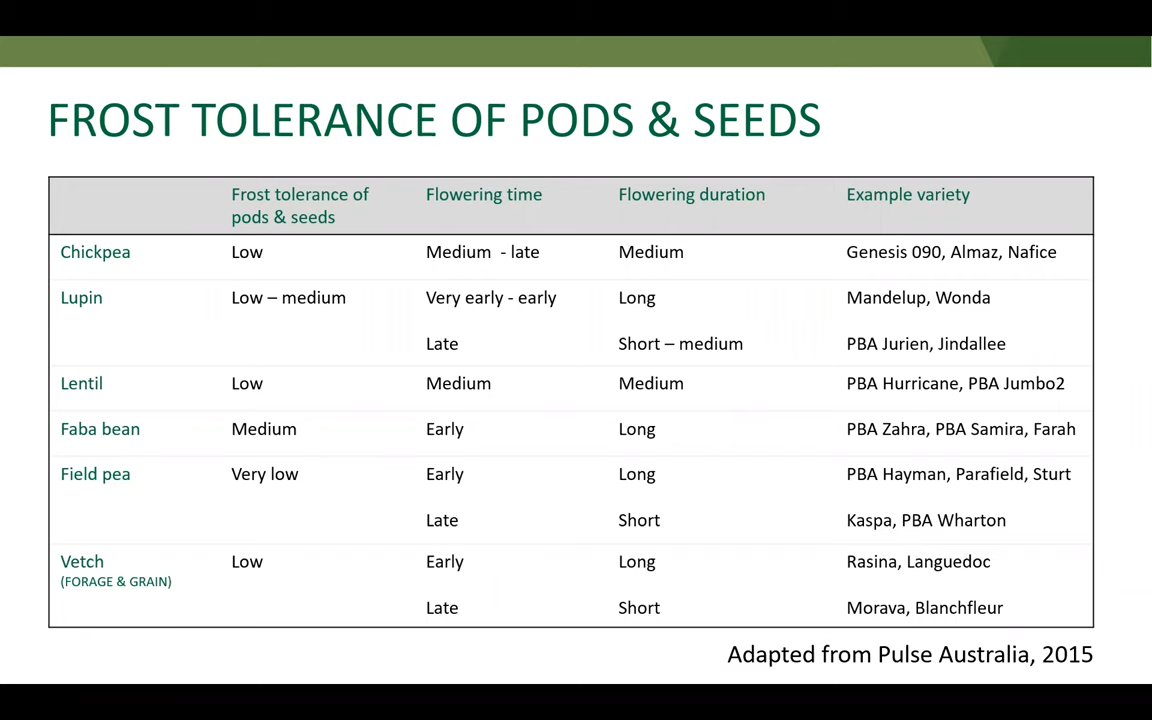 FROST TOLERANCE OF PODS & SEEDS
Frost tolerance of pods & seeds Flowering time Flowering duration Example variety
Chickpea Low Medium - late Medium Genesis 090, Almaz, Nafice
Lupin Low – medium Very early - early Long Mandelup, Wonda
Late Short – medium PBA Jurien, Jindallee
Lentil Low Medium Medium PBA Hurricane, PBA Jumbo2
Faba bean Medium Early Long PBA Zahra, PBA Samira, Farah
Field pea Very low Early Long PBA Hayman, Parafield, Sturt
Late Short Kaspa, PBA Wharton
Vetch Low Early Long Rasina, Languedoc
(FORAGE & GRAIN)
Late Short Morava, Blanchfleur
Adapted from Pulse Australia, 2015